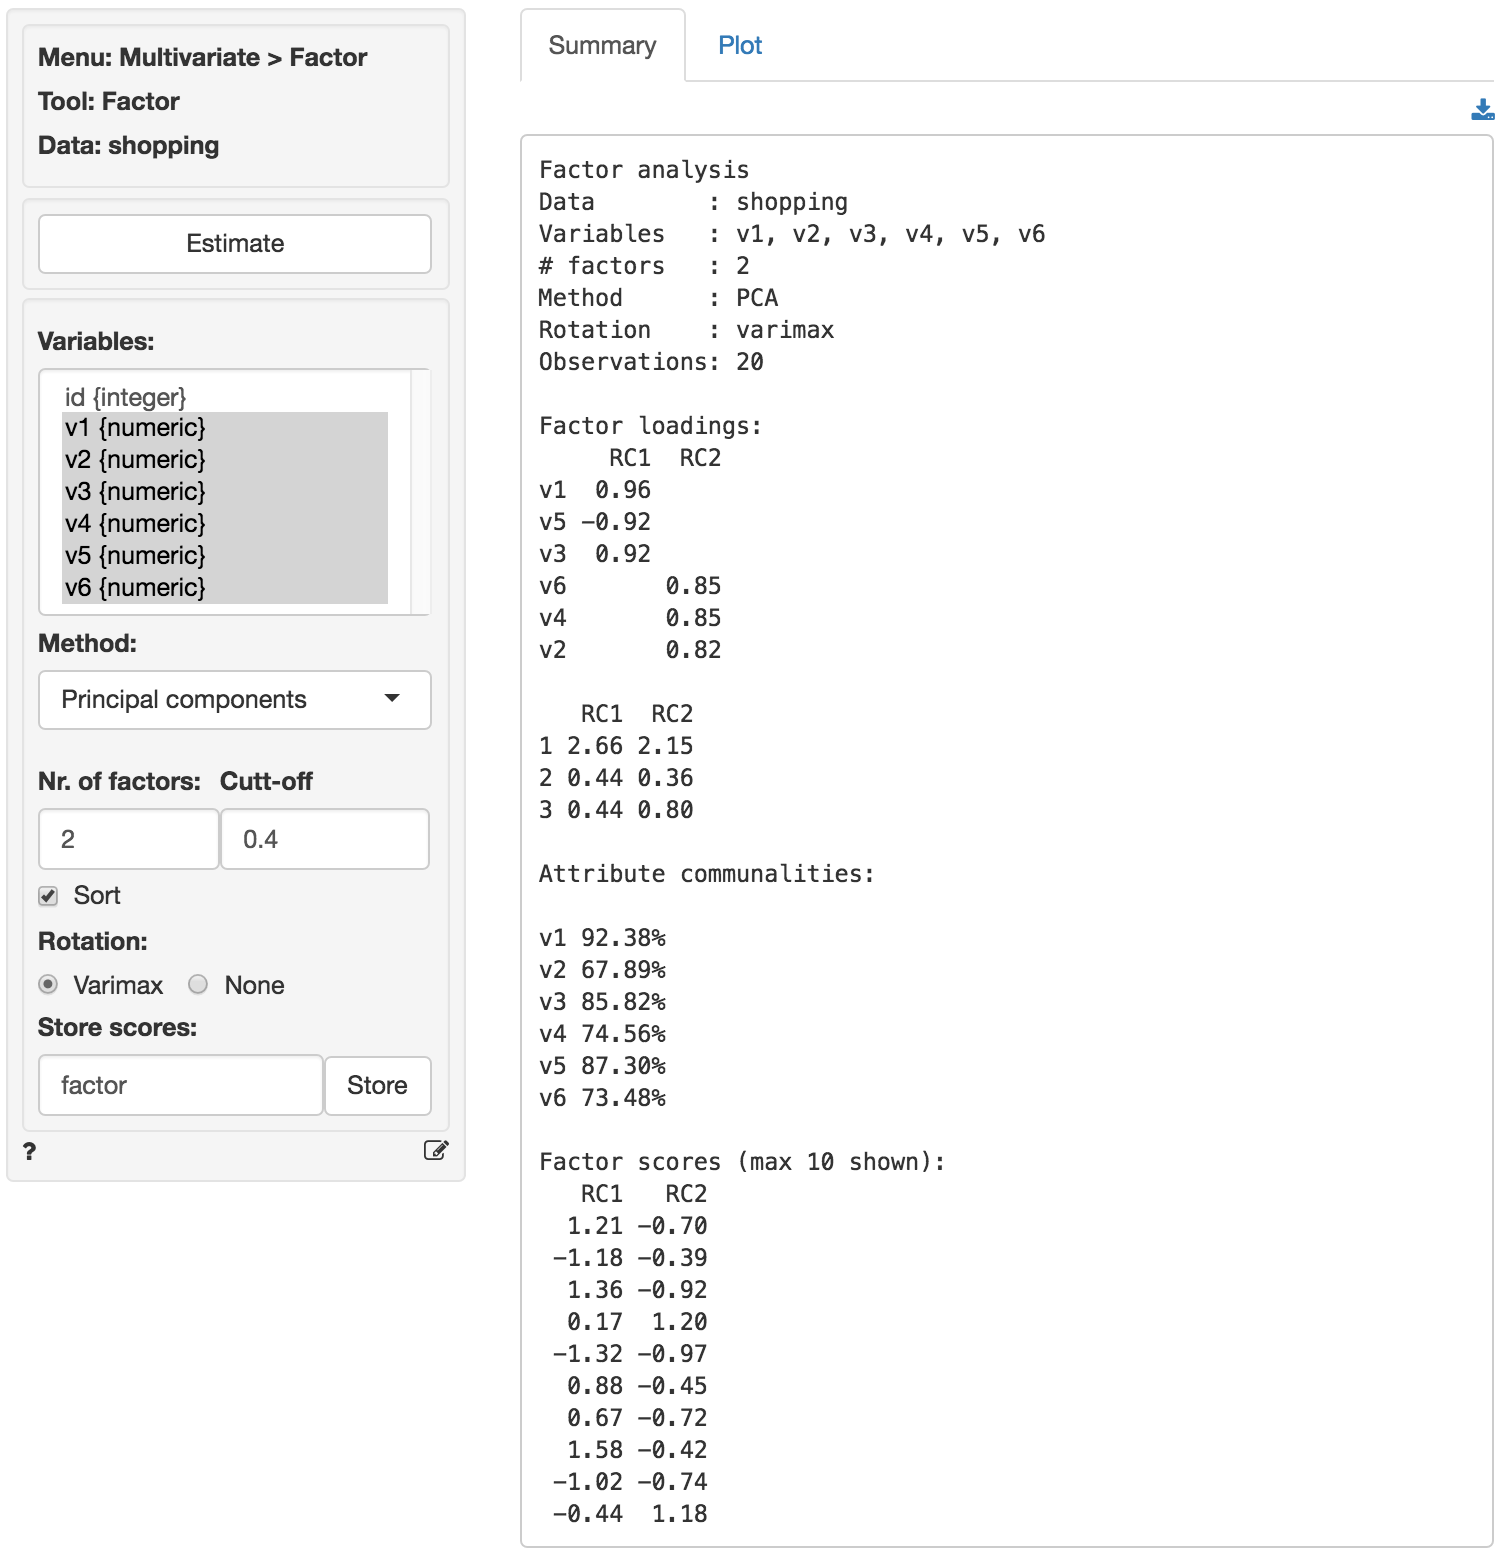 Menu: Multivariate > Factor
Tool: Factor
Data: shopping
Estimate
Variables:
id {integer}
v1 {numeric}
v2 {numeric}
v3 {numeric}
v4 {numeric}
v5 {numeric}
v6 {numeric}
Method:
Principal components
Nr. of factors: Cutt-off
2 0.4
Sort
Rotation:
Varimax None
Store scores:
factor Store
?
Summary Plot
Factor analysis
Data        : shopping
Variables   : v1, v2, v3, v4, v5, v6
# factors   : 2
Method      : PCA
Rotation    : varimax
Observations: 20
Factor loadings:
     RC1  RC2
v1  0.96
v5 −0.92
v3  0.92
v6       0.85
v4       0.85
v2       0.82
   RC1  RC2
1 2.66 2.15
2 0.44 0.36
3 0.44 0.80
Attribute communalities:
v1 92.38%
v2 67.89%
v3 85.82%
v4 74.56%
v5 87.30%
v6 73.48%
Factor scores (max 10 shown):
   RC1   RC2
  1.21 −0.70
 −1.18 −0.39
  1.36 −0.92
  0.17  1.20
 −1.32 −0.97
  0.88 −0.45
  0.67 −0.72
  1.58 −0.42
 −1.02 −0.74
 −0.44  1.18